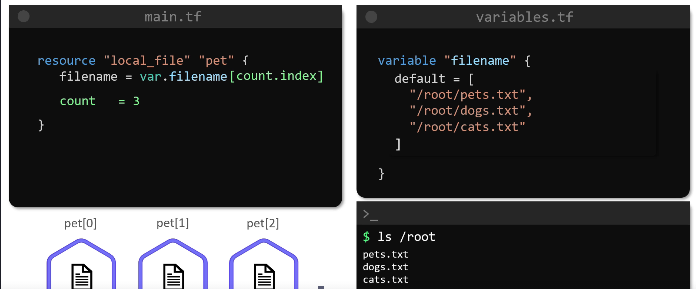 main.tf
resource "local_file" "pet" {
filename = var.filename[count.index]
count = 3
}
variables.tf
variable "filename" {
default = [
"/root/pets.txt",
"/root/dogs.txt",
"/root/cats.txt"
]
}
pet[0] pet[1] pet[2]
>_
$ ls /root
pets.txt
dogs.txt
cats.txt